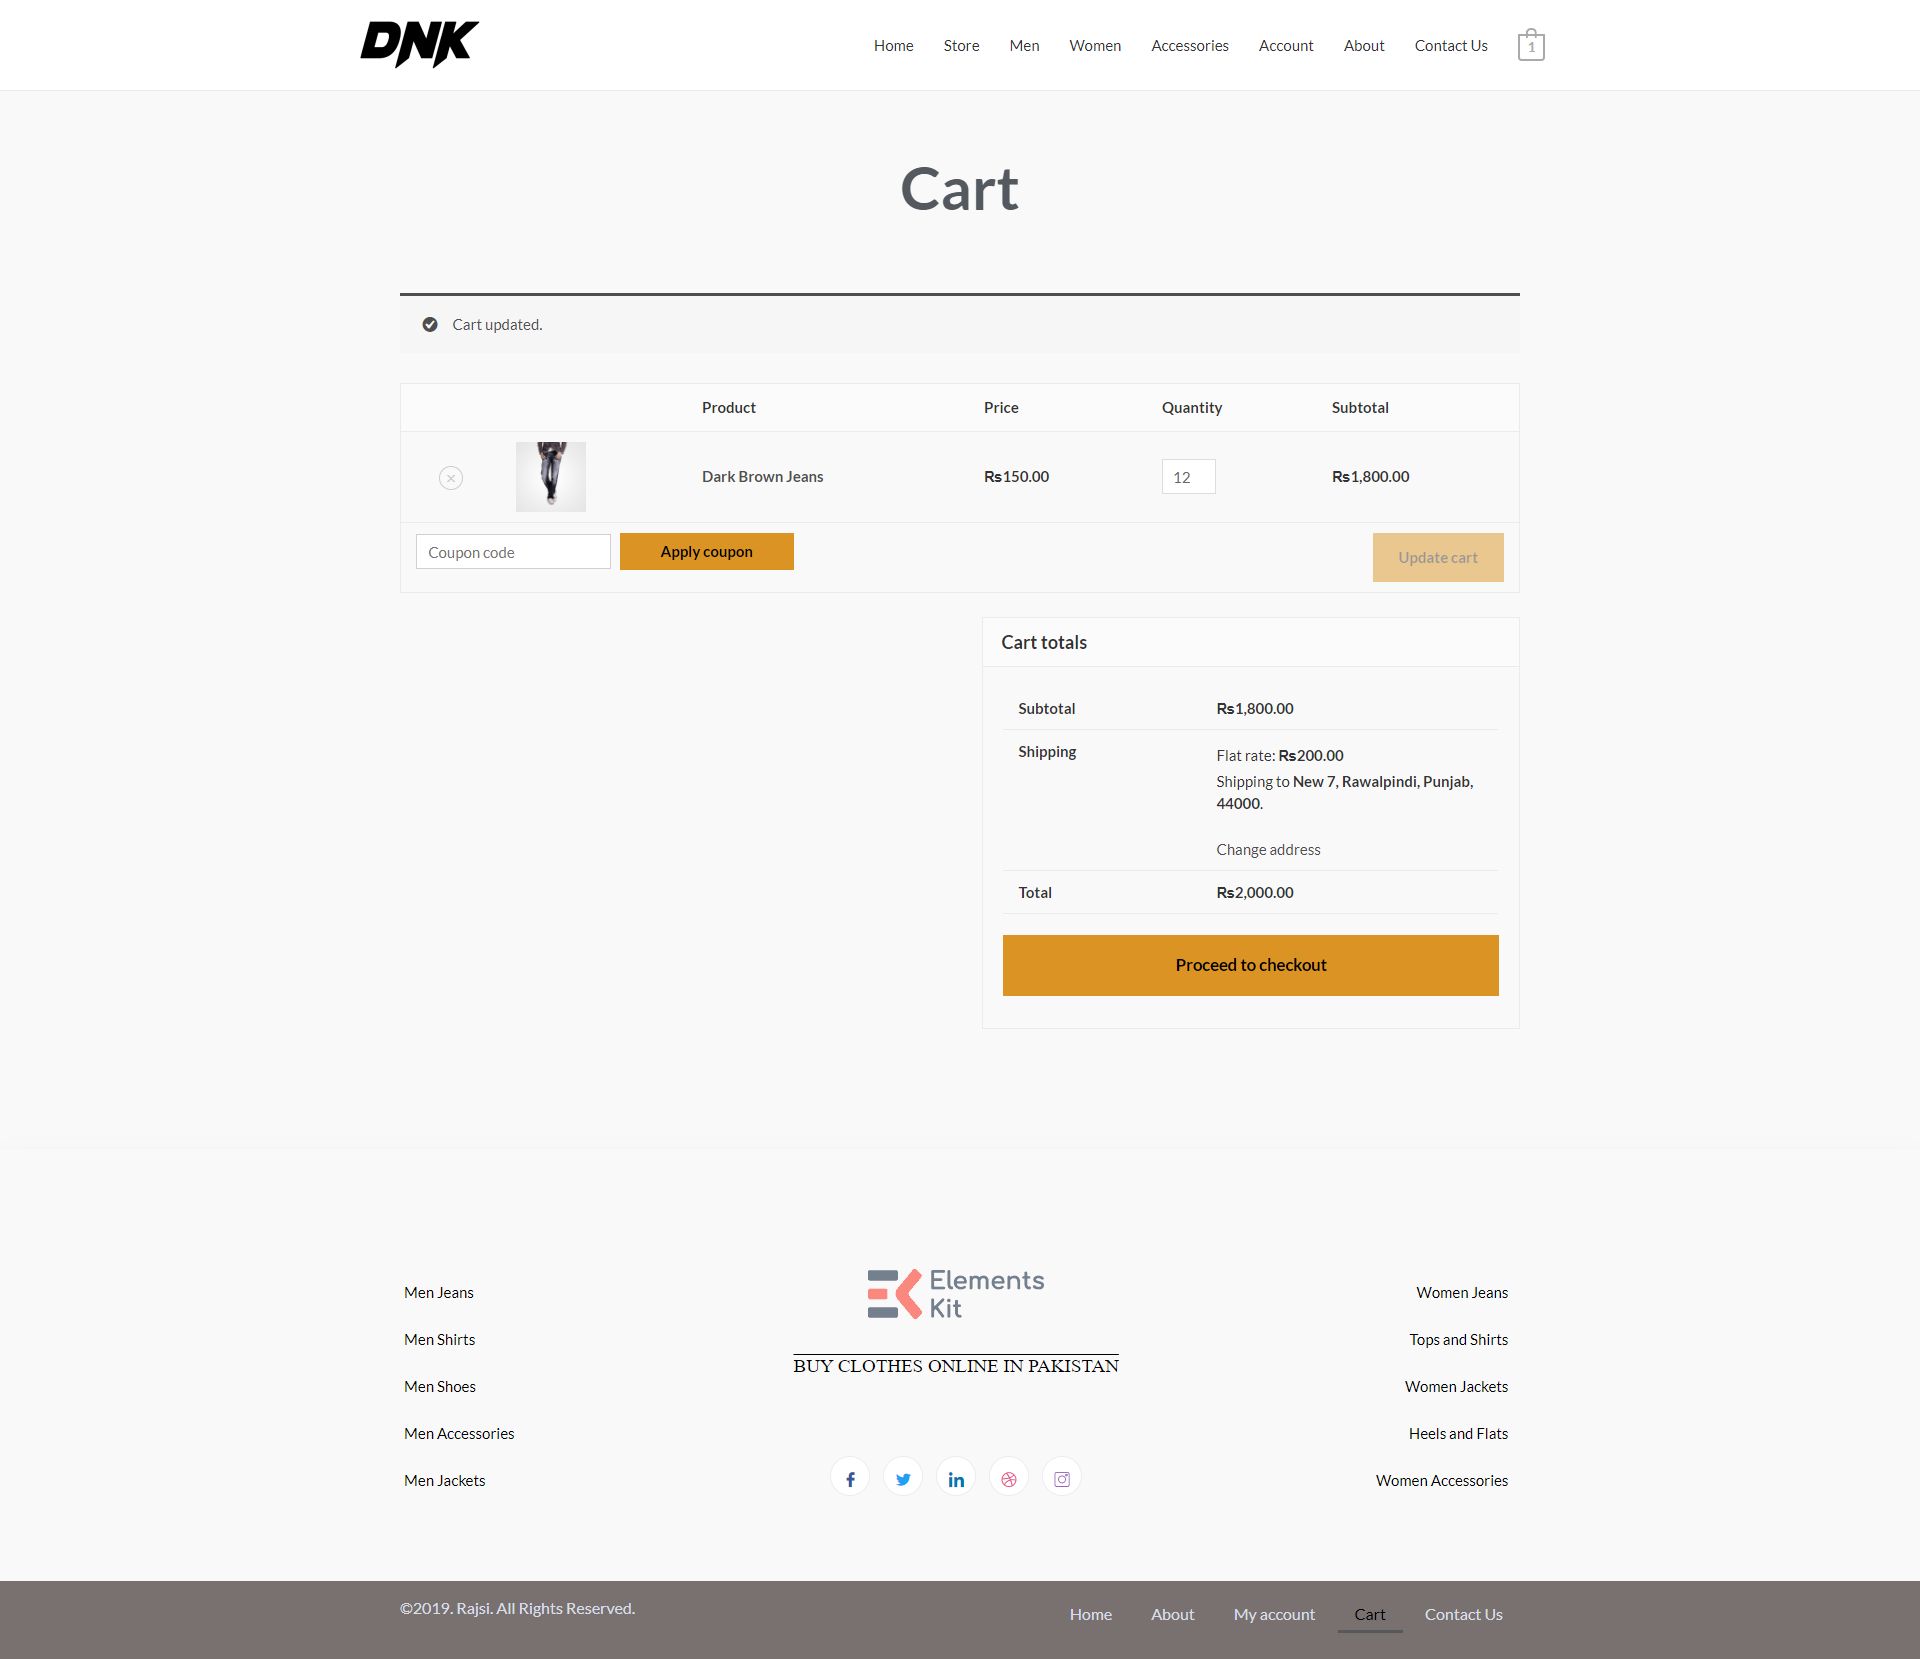 DNK
Home Store Men Women Accessories Account About Contact Us 1
Cart
Cart updated.
Product Price Quantity Subtotal
Dark Brown Jeans ₨150.00 12 ₨1,800.00
Coupon code Apply coupon Update cart
Cart totals
Subtotal ₨1,800.00
Shipping Flat rate: ₨200.00
Shipping to New 7, Rawalpindi, Punjab,
44000.
Change address
Total ₨2,000.00
Proceed to checkout
Men Jeans
Men Shirts
Men Shoes
Men Accessories
Men Jackets
Elements
Kit
BUY CLOTHES ONLINE IN PAKISTAN
Women Jeans
Tops and Shirts
Women Jackets
Heels and Flats
Women Accessories
©2019. Rajsi. All Rights Reserved.
Home About My account Cart Contact Us